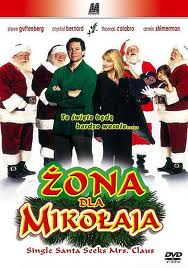 steve guttenberg crystal bernard thomas calabro armin shimerman
To święta będą
bardzo wesołe.....
ŻONA
DLA
MIKOŁAJA
Single Santa Seeks Mrs. Claus
DVD
VIDEO